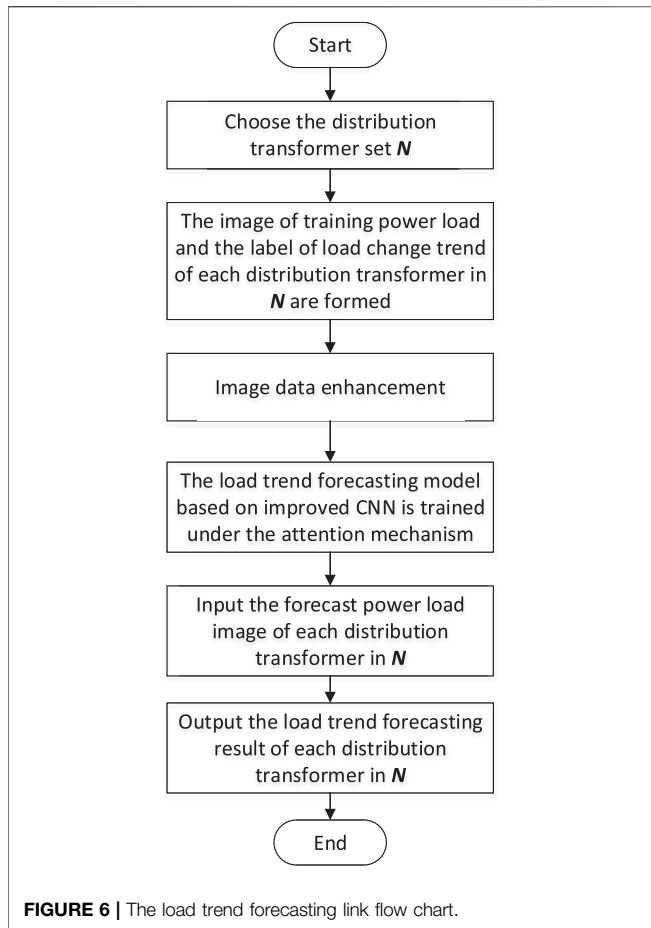 Start
Choose the distribution
transformer set N
The image of training power load
and the label of load change trend
of each distribution transformer in
N are formed
Image data enhancement
The load trend forecasting model
based on improved CNN is trained
under the attention mechanism
Input the forecast power load
image of each distribution
transformer in N
Output the load trend forecasting
result of each distribution
transformer in N
End
FIGURE 6 | The load trend forecasting link flow chart.